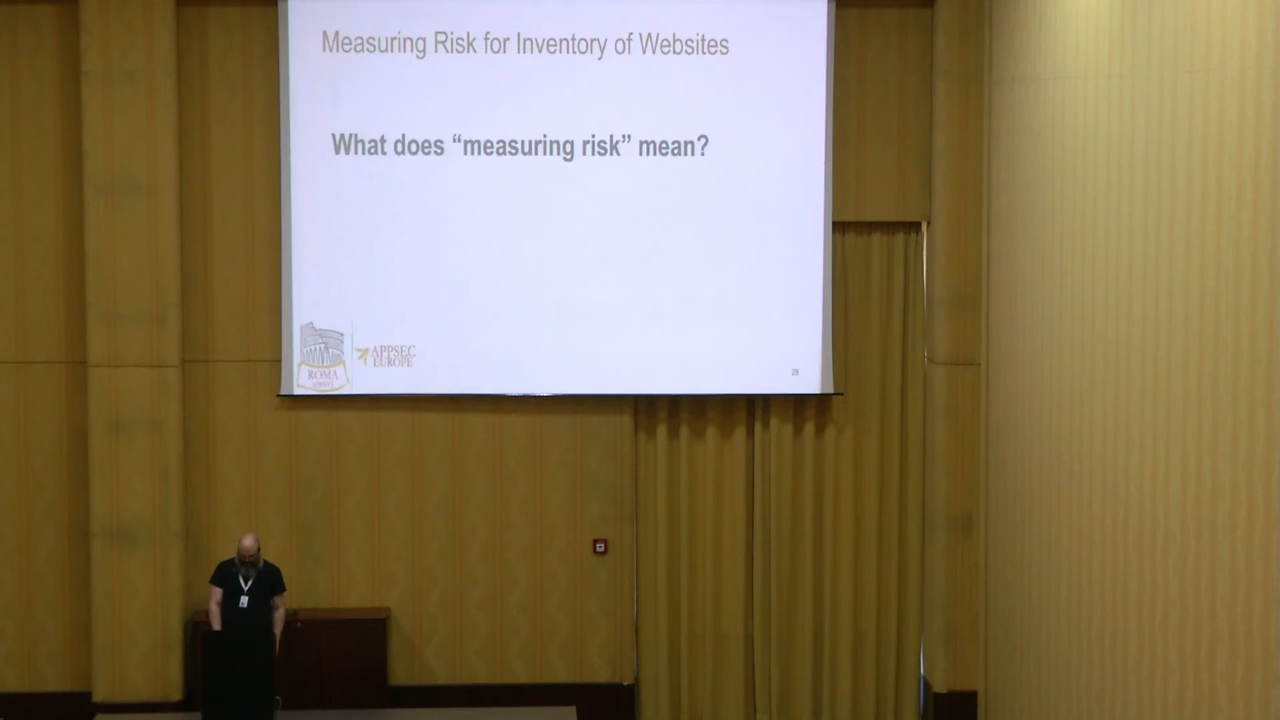 Measuring Risk for Inventory of Websites
What does “measuring risk” mean?
ROMA
APPSEC
EUROPE